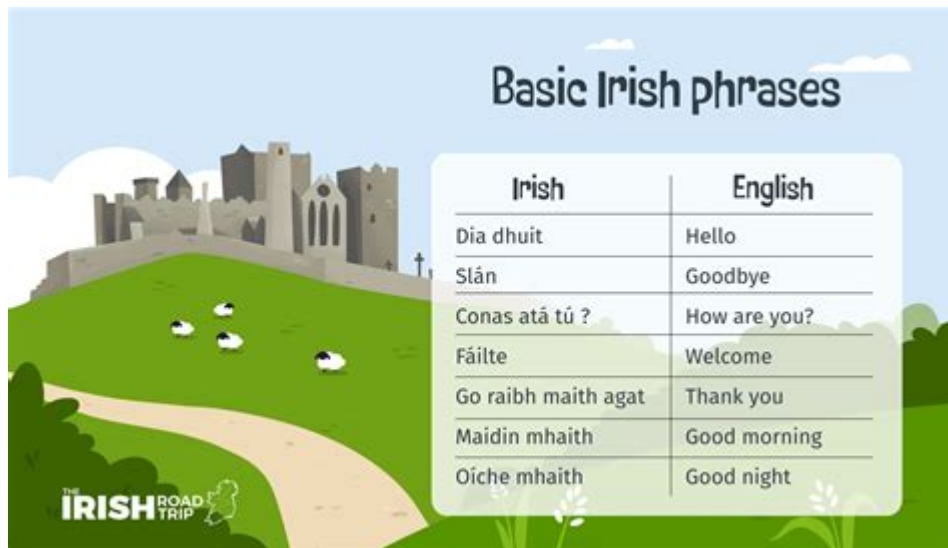 Basic Irish phrases
Irish English
Dia dhuit Hello
Slán Goodbye
Conas atá tú ? How are you?
Fáilte Welcome
Go raibh maith agat Thank you
Maidin mhaith Good morning
Oíche mhaith Good night
THE IRISH ROAD TRIP